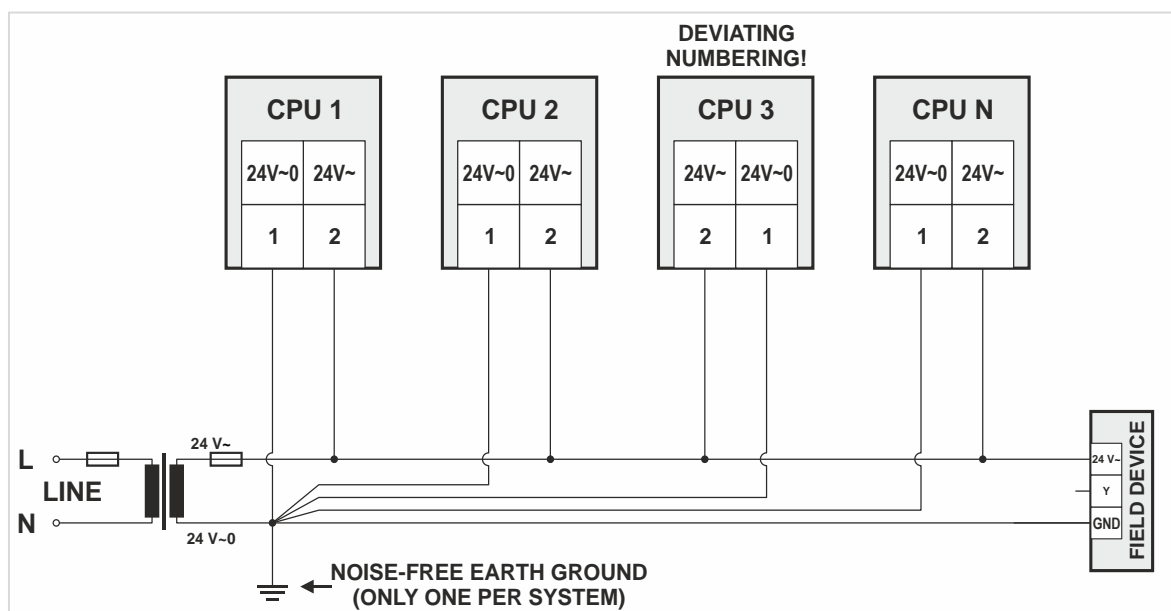 DEVIATING
NUMBERING!
CPU 1
24V~0 24V~
1 2
CPU 2
24V~0 24V~
1 2
CPU 3
24V~ 24V~0
2 1
CPU N
24V~0 24V~
1 2
L
LINE
N
24 V~
24 V~0
NOISE-FREE EARTH GROUND
(ONLY ONE PER SYSTEM)
24 V~
Y
GND
FIELD DEVICE